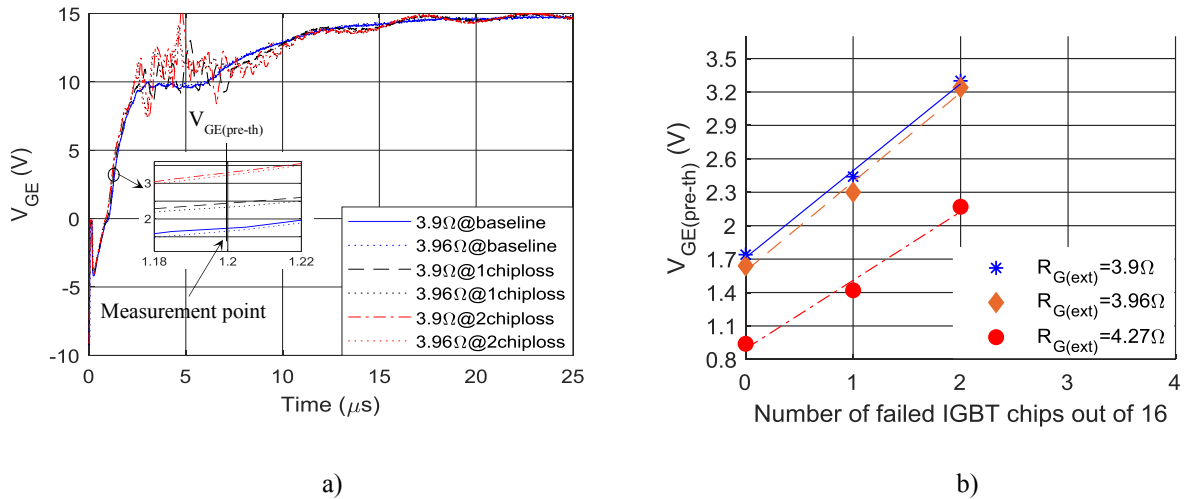 15
10
5
0
-5
-10
V_GE (V)
V_GE(pre-th)
3
2
1.18
1.2
1.22
Measurement point
3.9Ω@baseline
3.96Ω@baseline
3.9Ω@1chiploss
3.96Ω@1chiploss
3.9Ω@2chiploss
3.96Ω@2chiploss
0
5
10
15
20
25
Time (μs)
a)
3.5
3.2
2.9
2.6
2.3
2
1.7
1.4
1.1
0.8
V_GE(pre-th) (V)
R_G(ext)=3.9Ω
R_G(ext)=3.96Ω
R_G(ext)=4.27Ω
0
1
2
3
4
Number of failed IGBT chips out of 16
b)